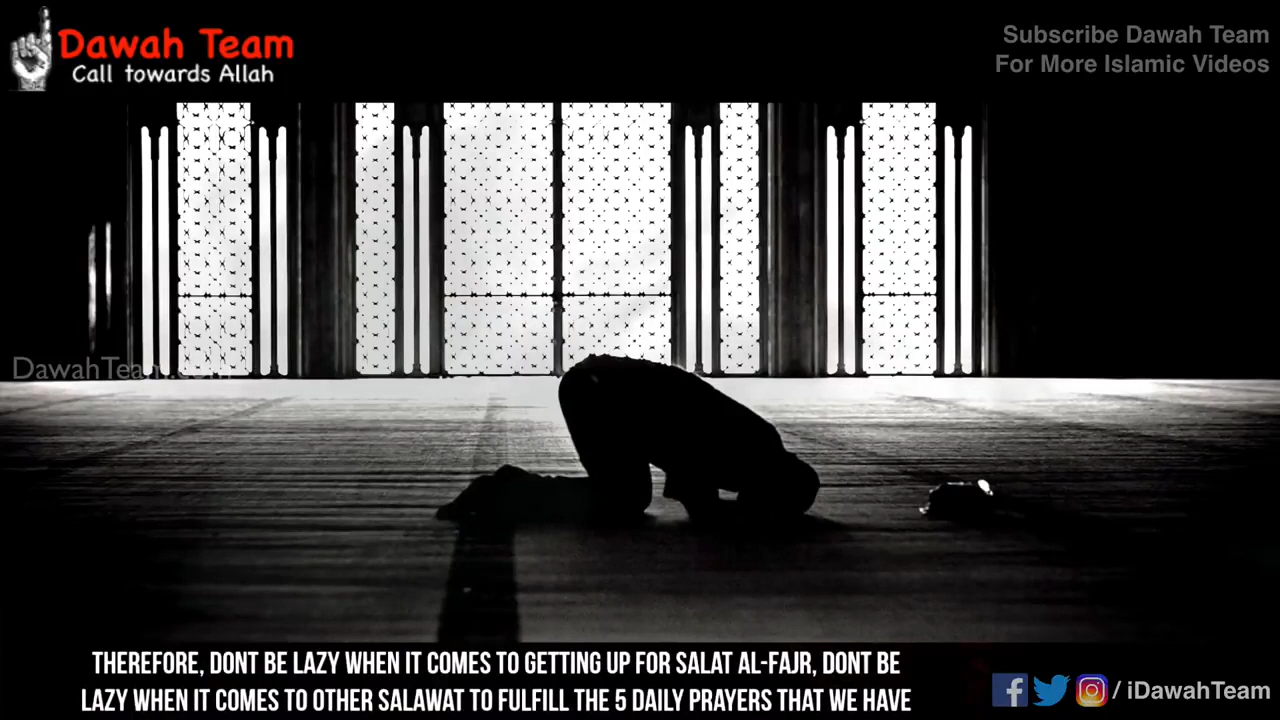 Dawah Team
Call towards Allah
Subscribe Dawah Team
For More Islamic Videos
DawahTeam.com
THEREFORE, DONT BE LAZY WHEN IT COMES TO GETTING UP FOR SALAT AL-FAJR, DONT BE
LAZY WHEN IT COMES TO OTHER SALAWAT TO FULFILL THE 5 DAILY PRAYERS THAT WE HAVE
/ iDawahTeam